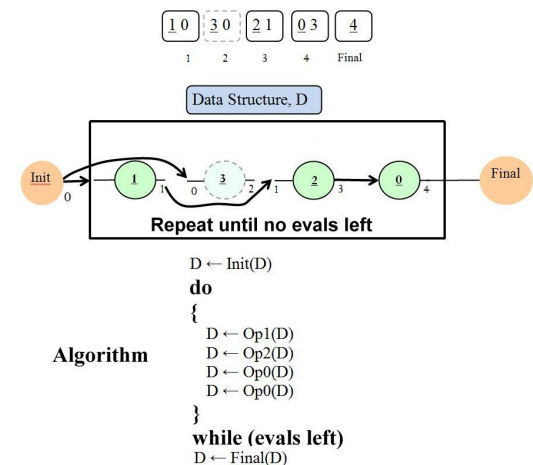 1 0 3 0 2 1 0 3 4
1 2 3 4 Final
Data Structure, D
Init 0 1 1 0 3 2 1 2 3 0 4 Final
Repeat until no evals left
D ← Init(D)
do
{
D ← Op1(D)
D ← Op2(D)
Algorithm
D ← Op0(D)
D ← Op0(D)
}
while (evals left)
D ← Final(D)